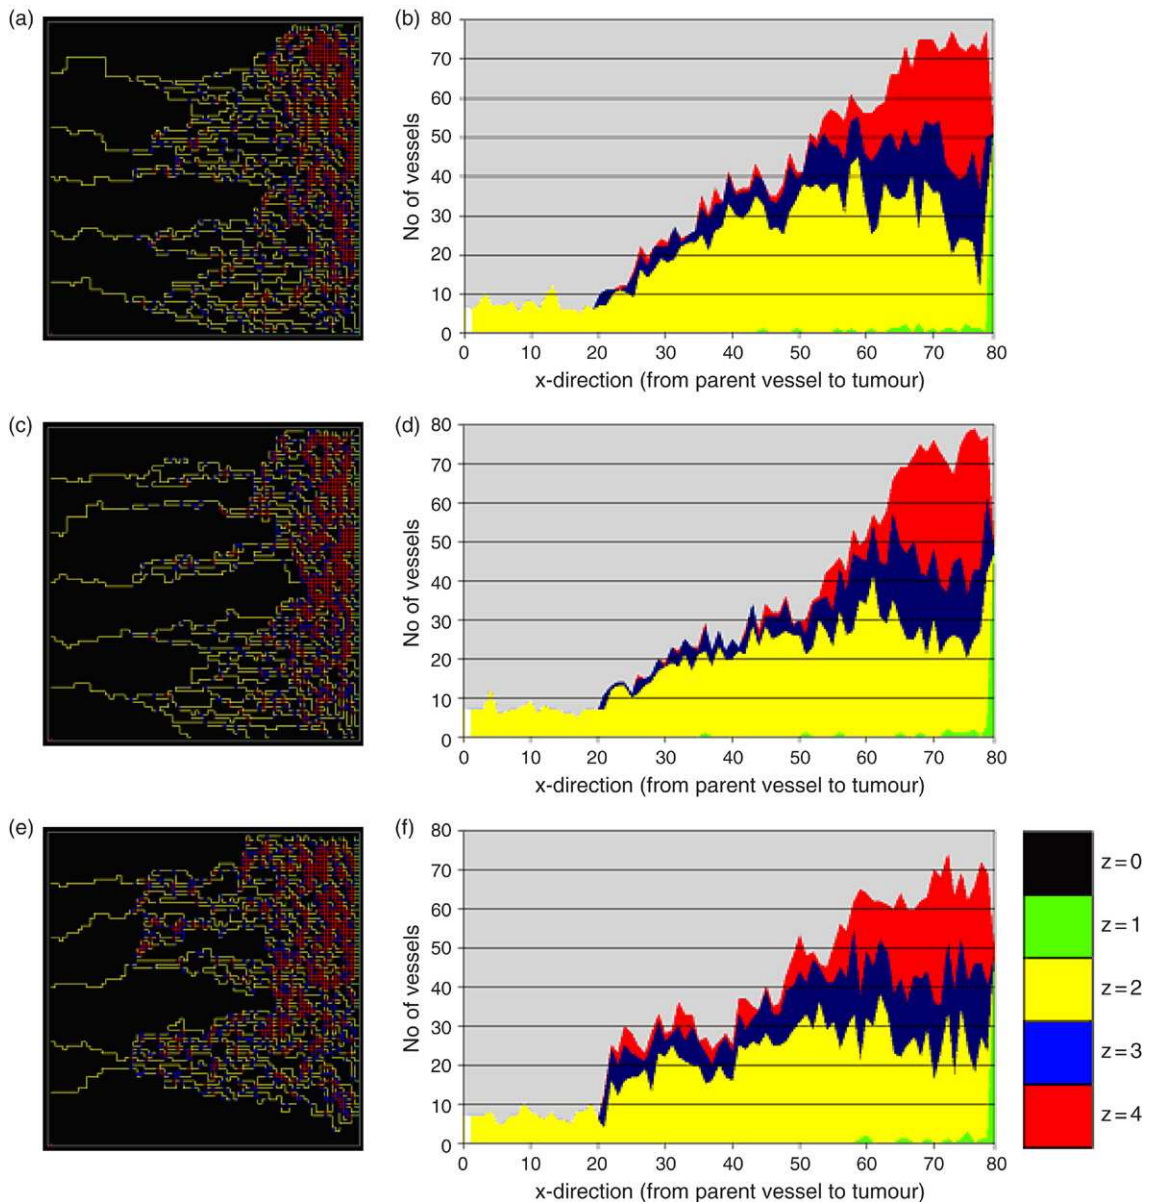 (a)
(b)
80
70
60
50
40
30
20
10
0
No of vessels
0 10 20 30 40 50 60 70 80
x-direction (from parent vessel to tumour)
(c)
(d)
80
70
60
50
40
30
20
10
0
No of vessels
0 10 20 30 40 50 60 70 80
x-direction (from parent vessel to tumour)
(e)
(f)
80
70
60
50
40
30
20
10
0
No of vessels
0 10 20 30 40 50 60 70 80
x-direction (from parent vessel to tumour)
z = 0
z = 1
z = 2
z = 3
z = 4